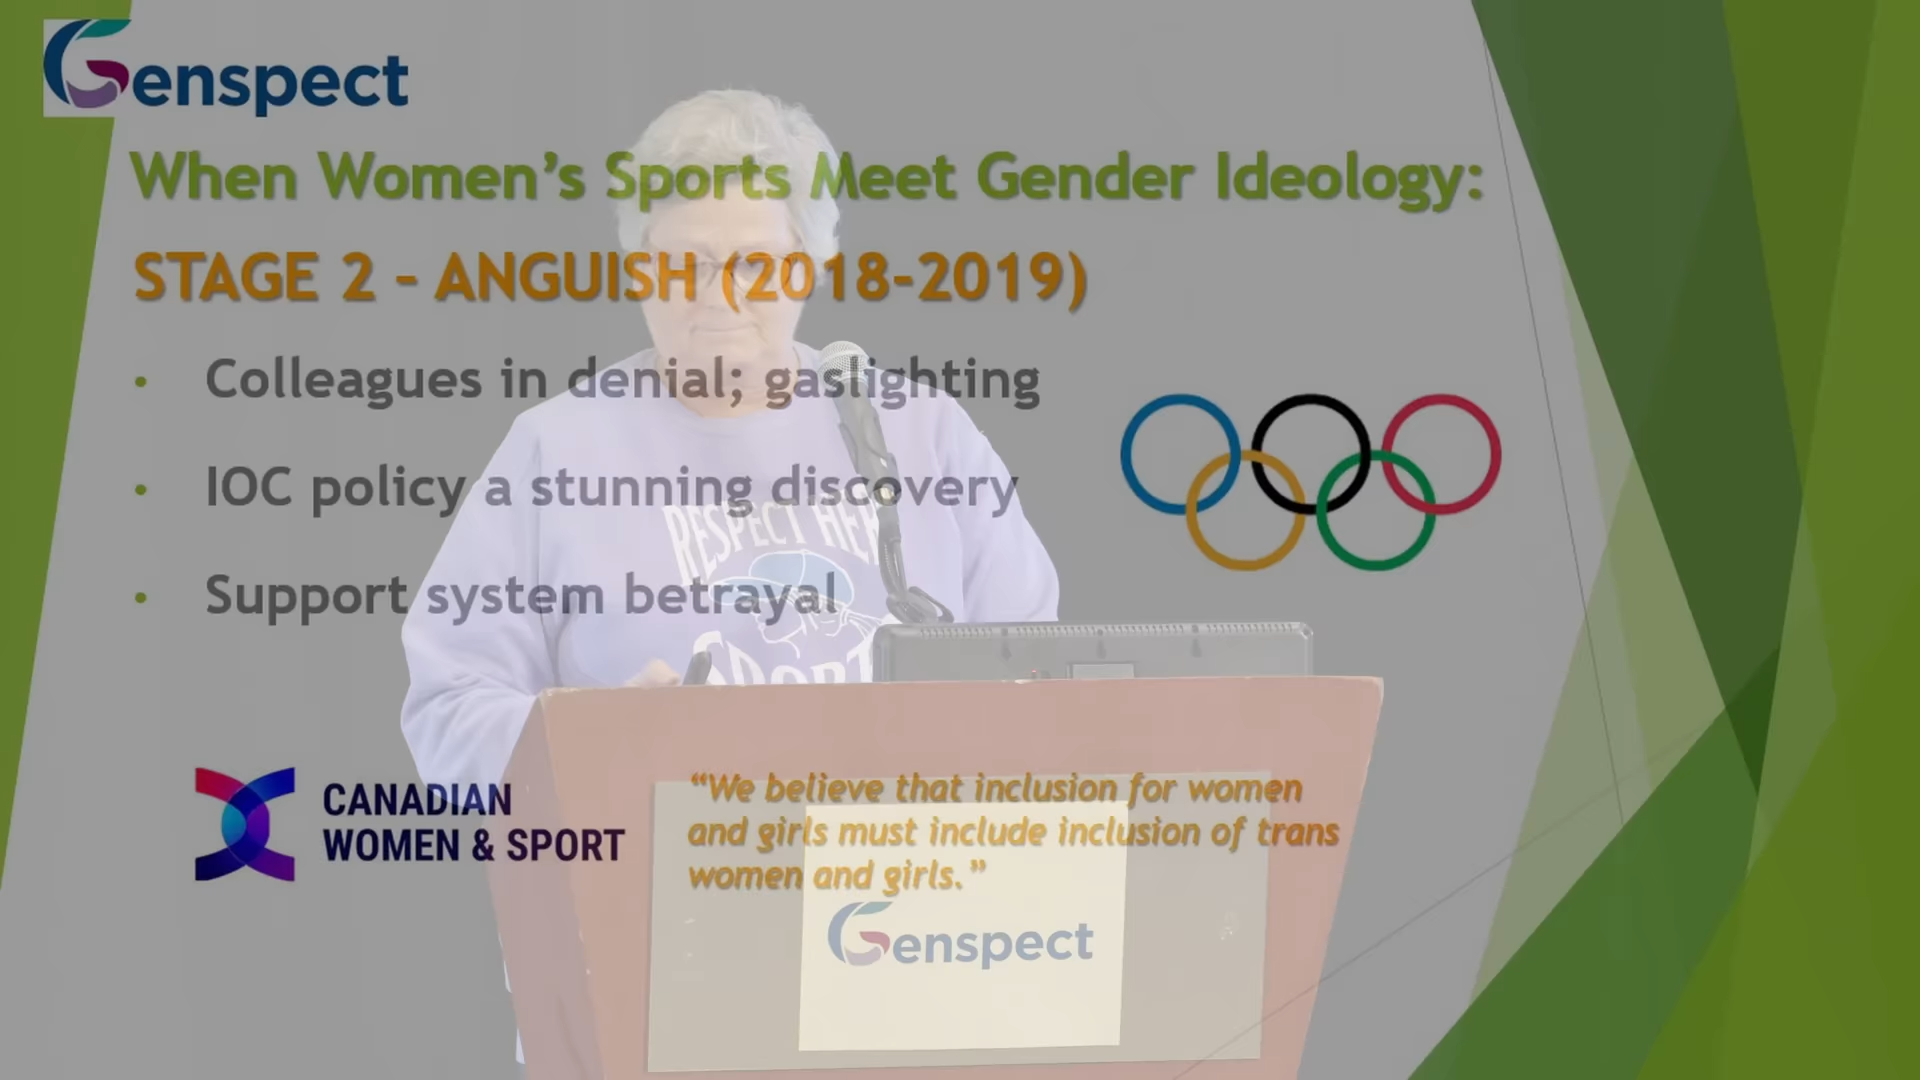 Genspect
When Women’s Sports Meet Gender Ideology:
STAGE 2 – ANGUISH (2018-2019)
• Colleagues in denial; gaslighting
• IOC policy a stunning discovery
• Support system betrayal
RESPECT HER
SPORT
CANADIAN
WOMEN & SPORT
“We believe that inclusion for women
and girls must include inclusion of trans
women and girls.”
Genspect